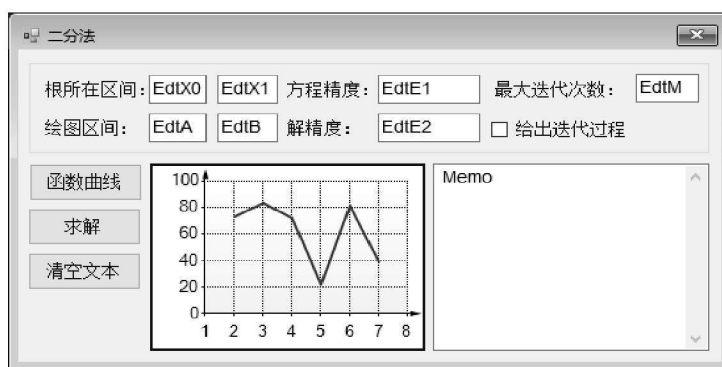 二分法
根所在区间: EdtX0 EdtX1 方程精度: EdtE1 最大迭代次数: EdtM
绘图区间: EdtA EdtB 解精度: EdtE2 给出迭代过程
函数曲线
求解
清空文本
100
80
60
40
20
0
1 2 3 4 5 6 7 8
Memo